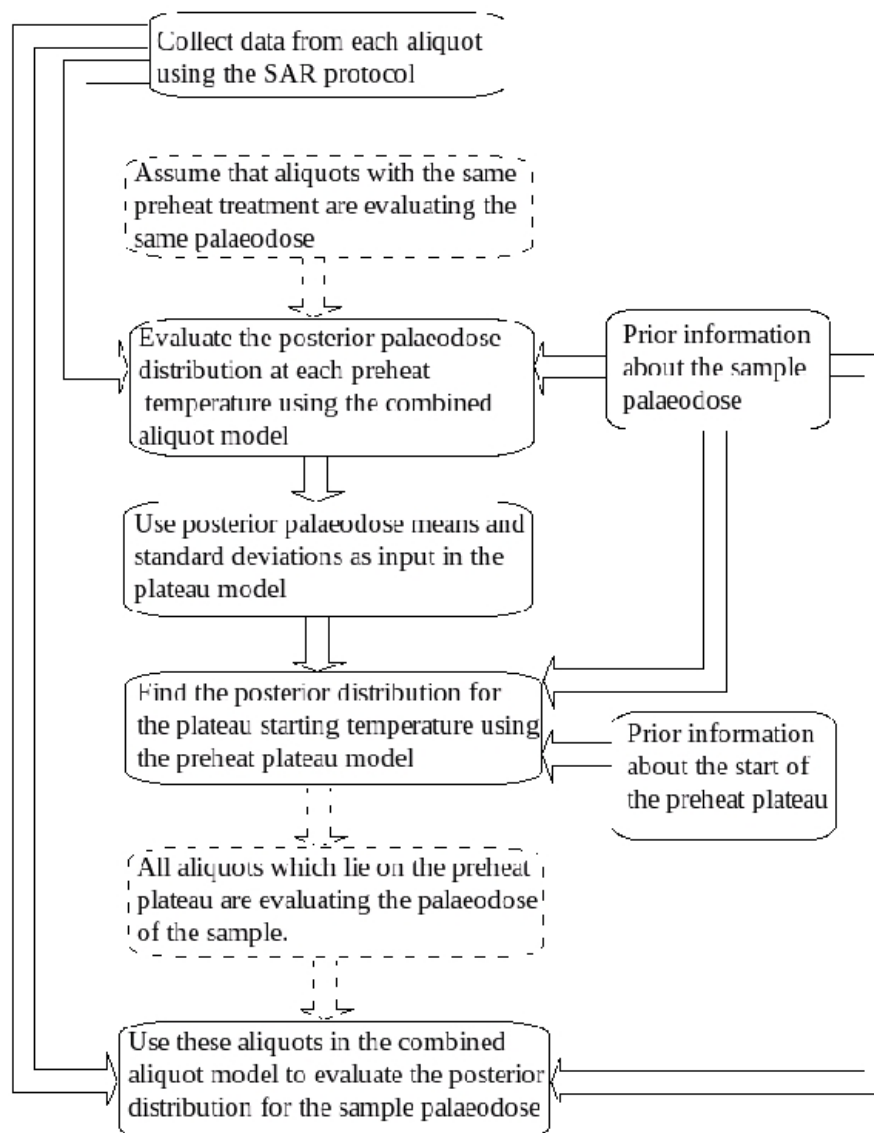 Collect data from each aliquot
using the SAR protocol
Assume that aliquots with the same
preheat treatment are evaluating the
same palaeodose
Evaluate the posterior palaeodose
distribution at each preheat
temperature using the combined
aliquot model
Prior information
about the sample
palaeodose
Use posterior palaeodose means and
standard deviations as input in the
plateau model
Find the posterior distribution for
the plateau starting temperature using
the preheat plateau model
Prior information
about the start of
the preheat plateau
All aliquots which lie on the preheat
plateau are evaluating the palaeodose
of the sample.
Use these aliquots in the combined
aliquot model to evaluate the posterior
distribution for the sample palaeodose